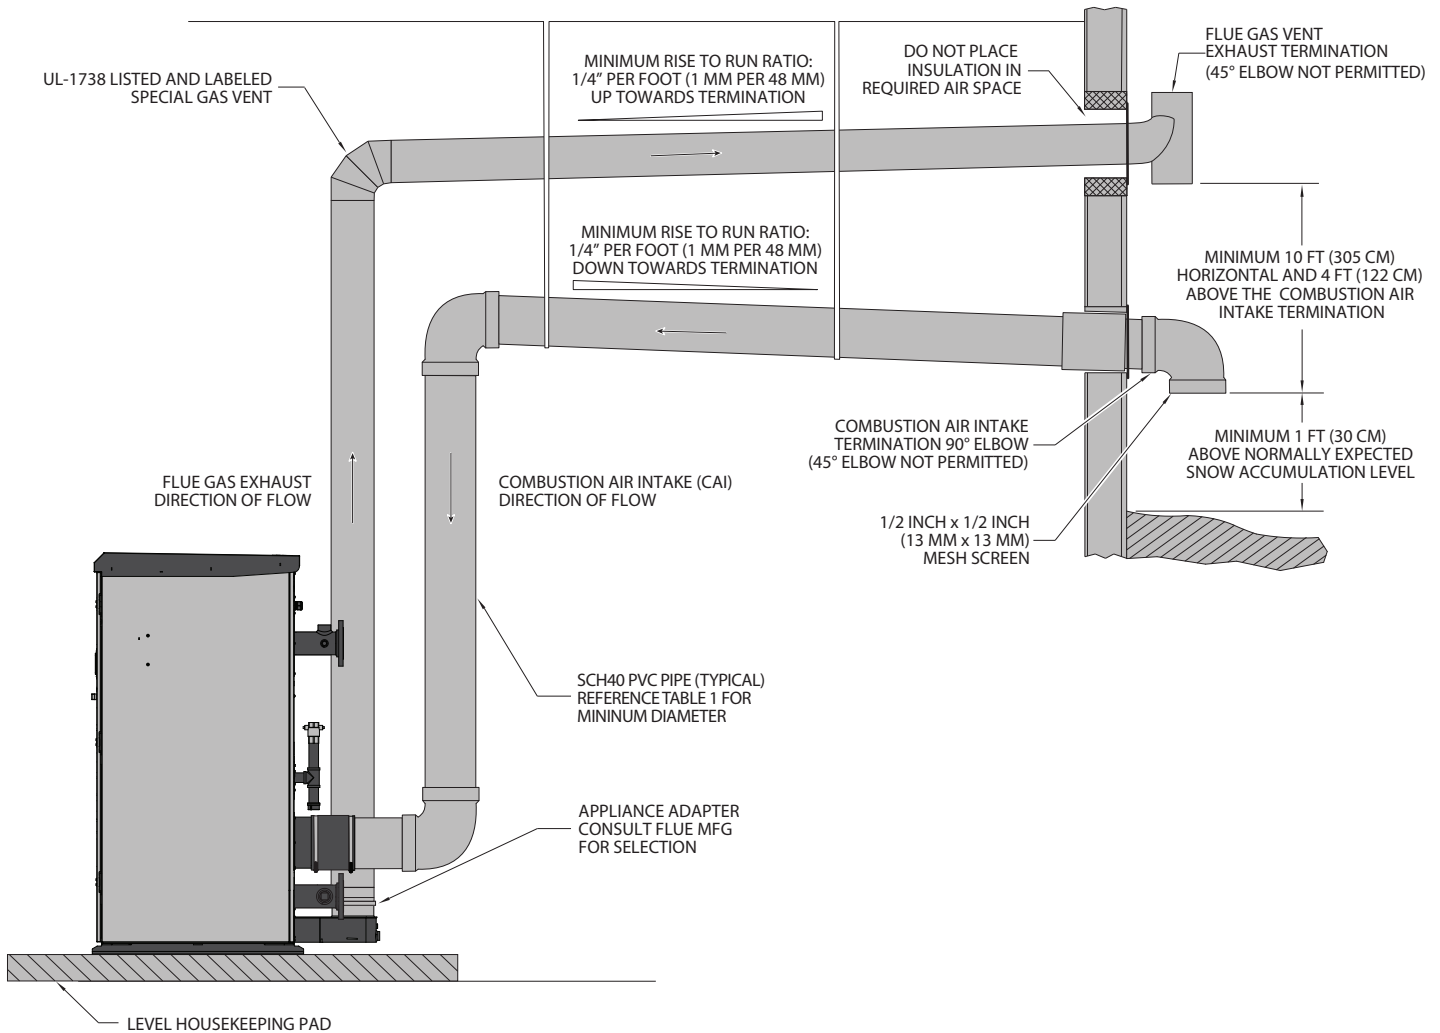 UL-1738 LISTED AND LABELED
SPECIAL GAS VENT
MINIMUM RISE TO RUN RATIO:
1/4" PER FOOT (1 MM PER 48 MM)
UP TOWARDS TERMINATION
DO NOT PLACE
INSULATION IN
REQUIRED AIR SPACE
FLUE GAS VENT
EXHAUST TERMINATION
(45° ELBOW NOT PERMITTED)
MINIMUM RISE TO RUN RATIO:
1/4" PER FOOT (1 MM PER 48 MM)
DOWN TOWARDS TERMINATION
MINIMUM 10 FT (305 CM)
HORIZONTAL AND 4 FT (122 CM)
ABOVE THE COMBUSTION AIR
INTAKE TERMINATION
COMBUSTION AIR INTAKE
TERMINATION 90° ELBOW
(45° ELBOW NOT PERMITTED)
MINIMUM 1 FT (30 CM)
ABOVE NORMALLY EXPECTED
SNOW ACCUMULATION LEVEL
FLUE GAS EXHAUST
DIRECTION OF FLOW
COMBUSTION AIR INTAKE (CAI)
DIRECTION OF FLOW
1/2 INCH x 1/2 INCH
(13 MM x 13 MM)
MESH SCREEN
SCH40 PVC PIPE (TYPICAL)
REFERENCE TABLE 1 FOR
MININUM DIAMETER
APPLIANCE ADAPTER
CONSULT FLUE MFG
FOR SELECTION
LEVEL HOUSEKEEPING PAD